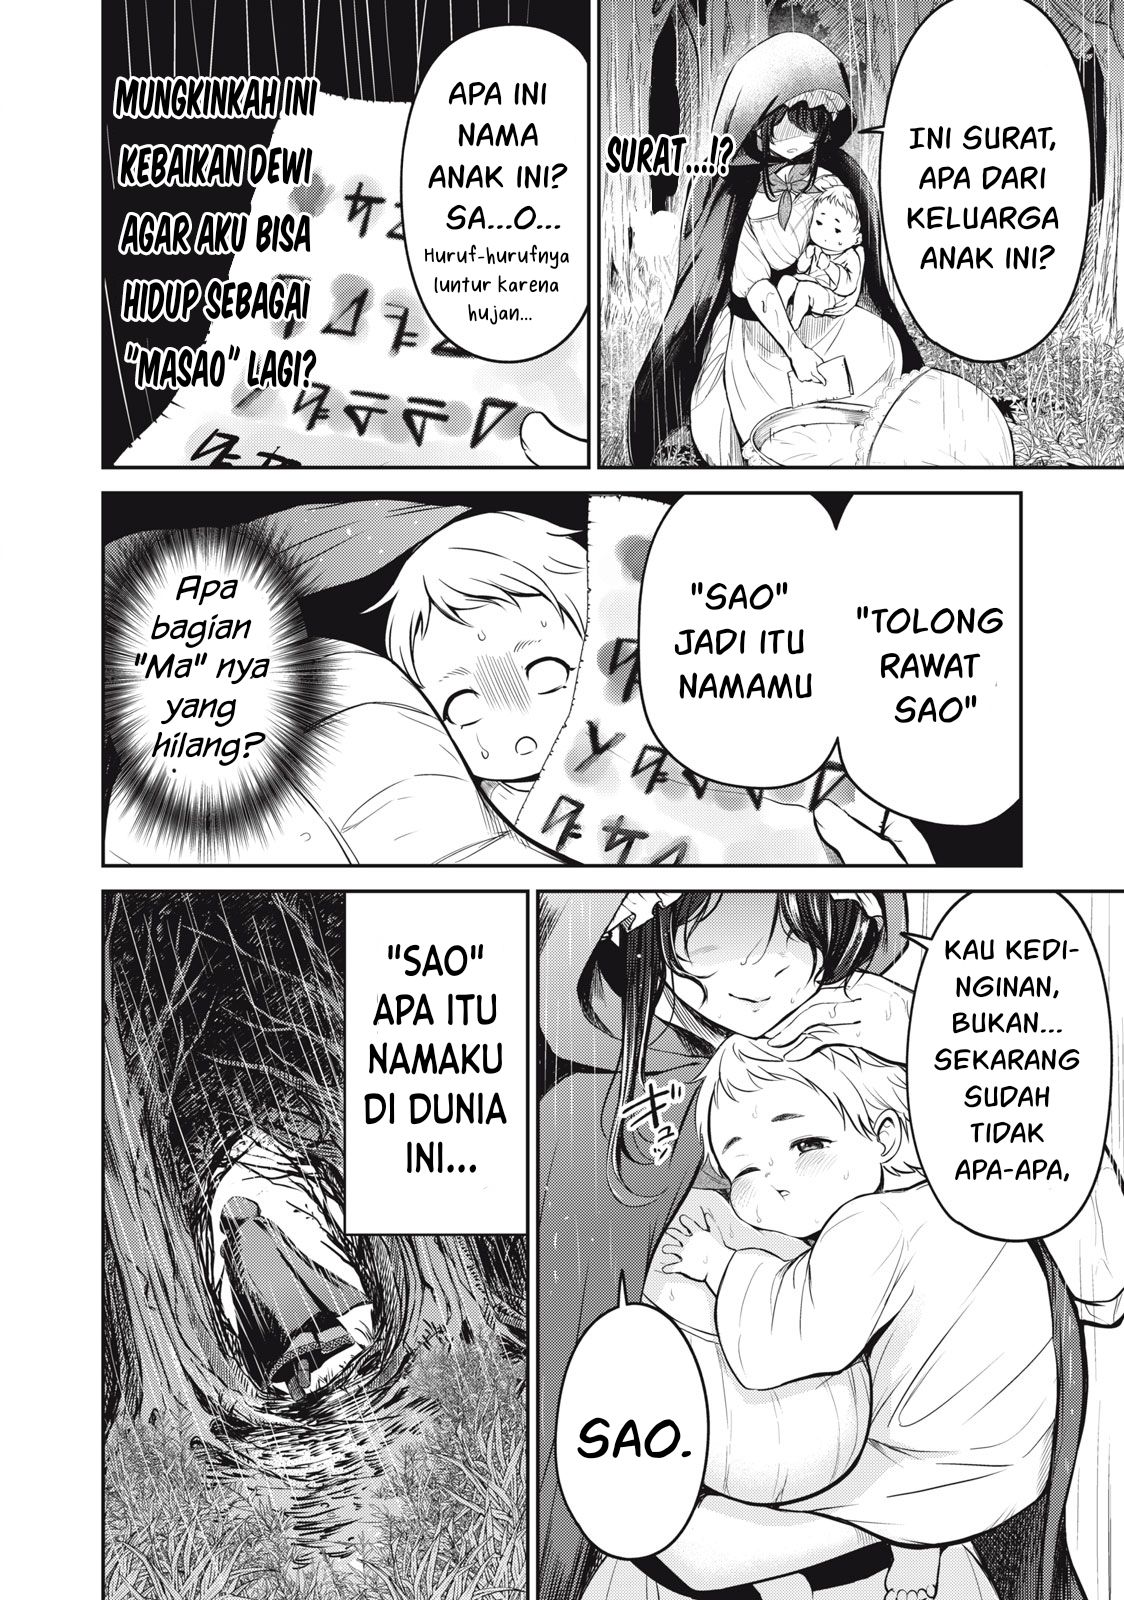 INI SURAT,
APA DARI
KELUARGA
ANAK INI?
SURAT...!?
APA INI
NAMA
ANAK INI?
SA...O...
Huruf-hurufnya
luntur karena
hujan...
MUNGKINKAH INI
KEBAIKAN DEWI
AGAR AKU BISA
HIDUP SEBAGAI
"MASAO" LAGI?
"TOLONG
RAWAT
SAO"
"SAO"
JADI ITU
NAMAMU
Apa
bagian
"Ma" nya
yang
hilang?
KAU KEDI-
NGINAN,
BUKAN...
SEKARANG
SUDAH
TIDAK
APA-APA,
ギュ
SAO.
"SAO"
APA ITU
NAMAKU
DI DUNIA
INI...